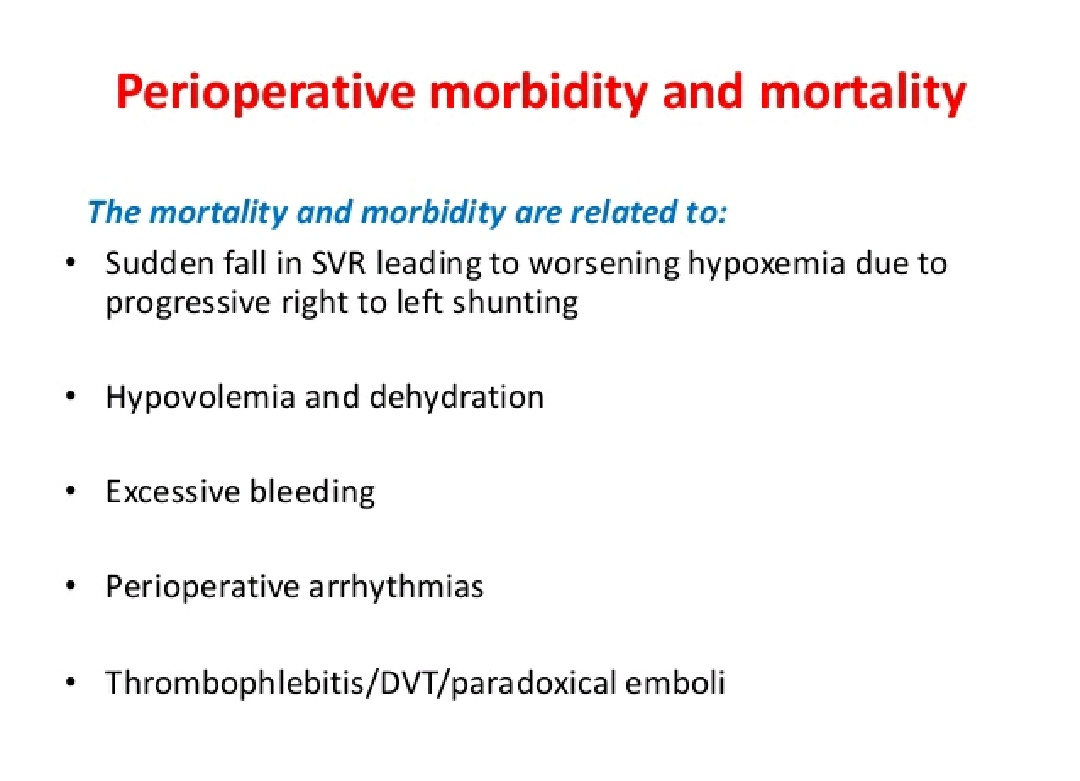 Perioperative morbidity and mortality
The mortality and morbidity are related to:
• Sudden fall in SVR leading to worsening hypoxemia due to
progressive right to left shunting
• Hypovolemia and dehydration
• Excessive bleeding
• Perioperative arrhythmias
• Thrombophlebitis/DVT/paradoxical emboli